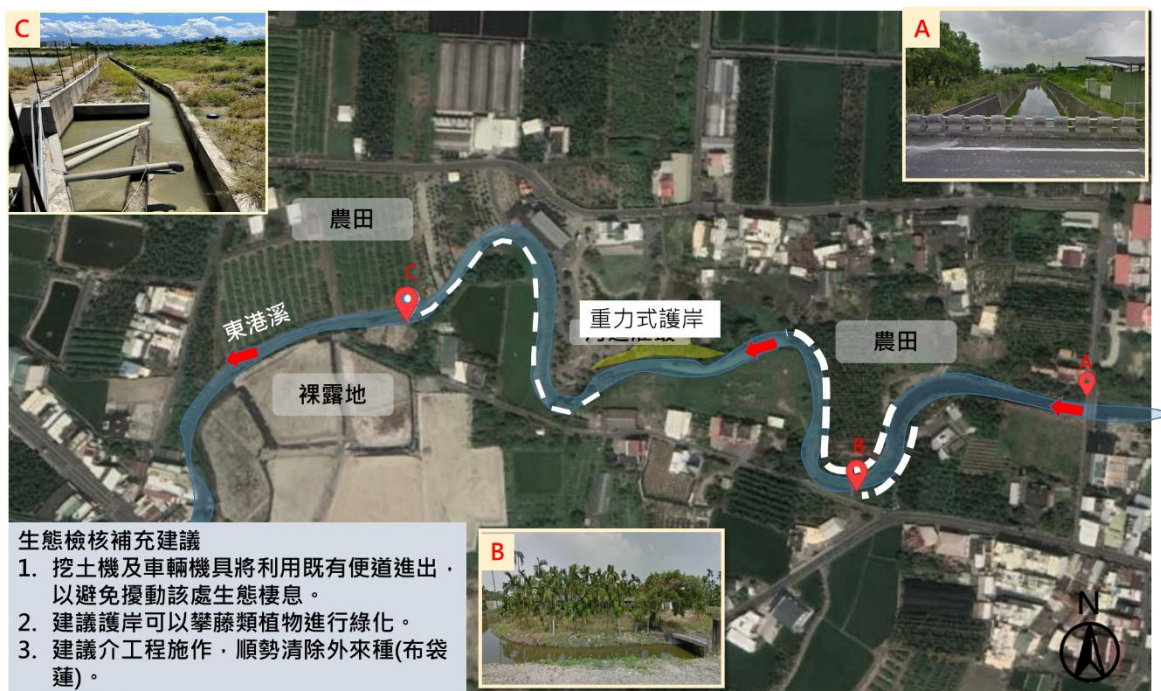 C
A
農田
C
東港溪
重力式護岸
農田
A
裸露地
B
生態檢核補充建議
1. 挖土機及車輛機具將利用既有便道進出，
以避免擾動該處生態棲息。
2. 建議護岸可以攀藤類植物進行綠化。
3. 建議介工程施作，順勢清除外來種(布袋
蓮)。
B
N